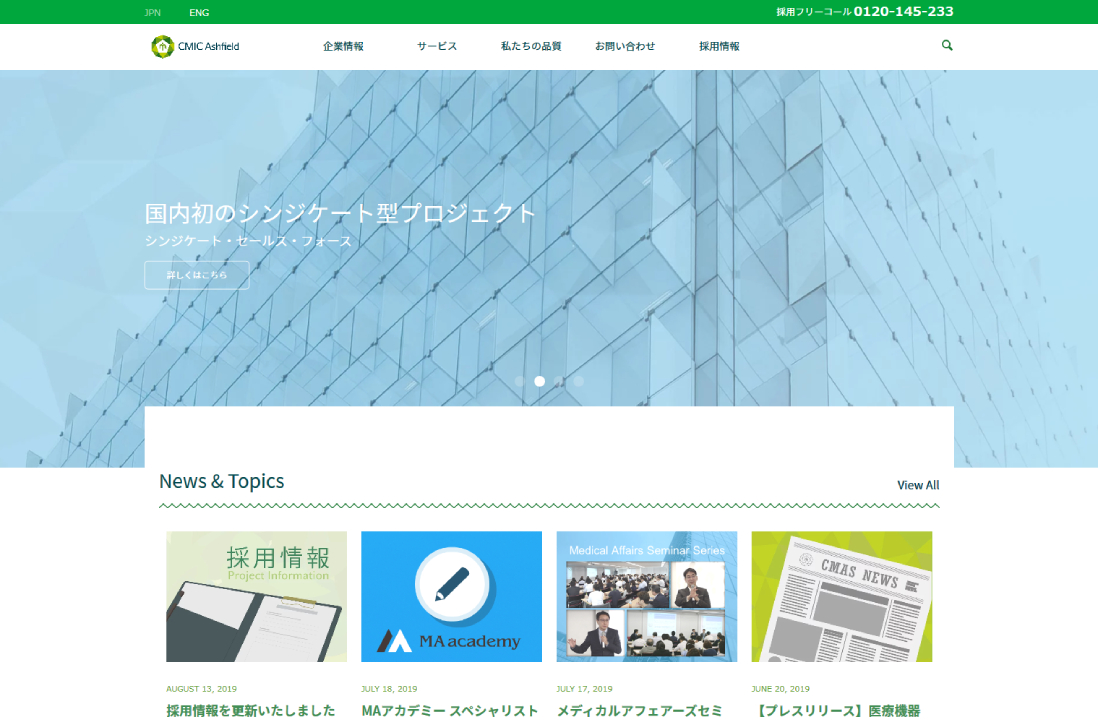 JPN ENG 採用フリーコール 0120-145-233
CMIC Ashfield 企業情報 サービス 私たちの品質 お問い合わせ 採用情報
国内初のシンジケート型プロジェクト
シンジケート・セールス・フォース
詳しくはこちら
News & Topics View All
採用情報
Project Information
MA academy
Medical Affairs Seminar Series
CMAS NEWS
AUGUST 13, 2019 JULY 18, 2019 JULY 17, 2019 JUNE 20, 2019
採用情報を更新いたしました MAアカデミー スペシャリスト メディカルアフェアーズセミ 【プレスリリース】医療機器